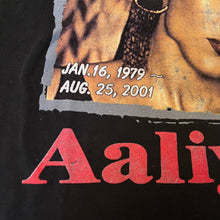 JAN.16, 1979 —
AUG. 25, 2001
Aaliy